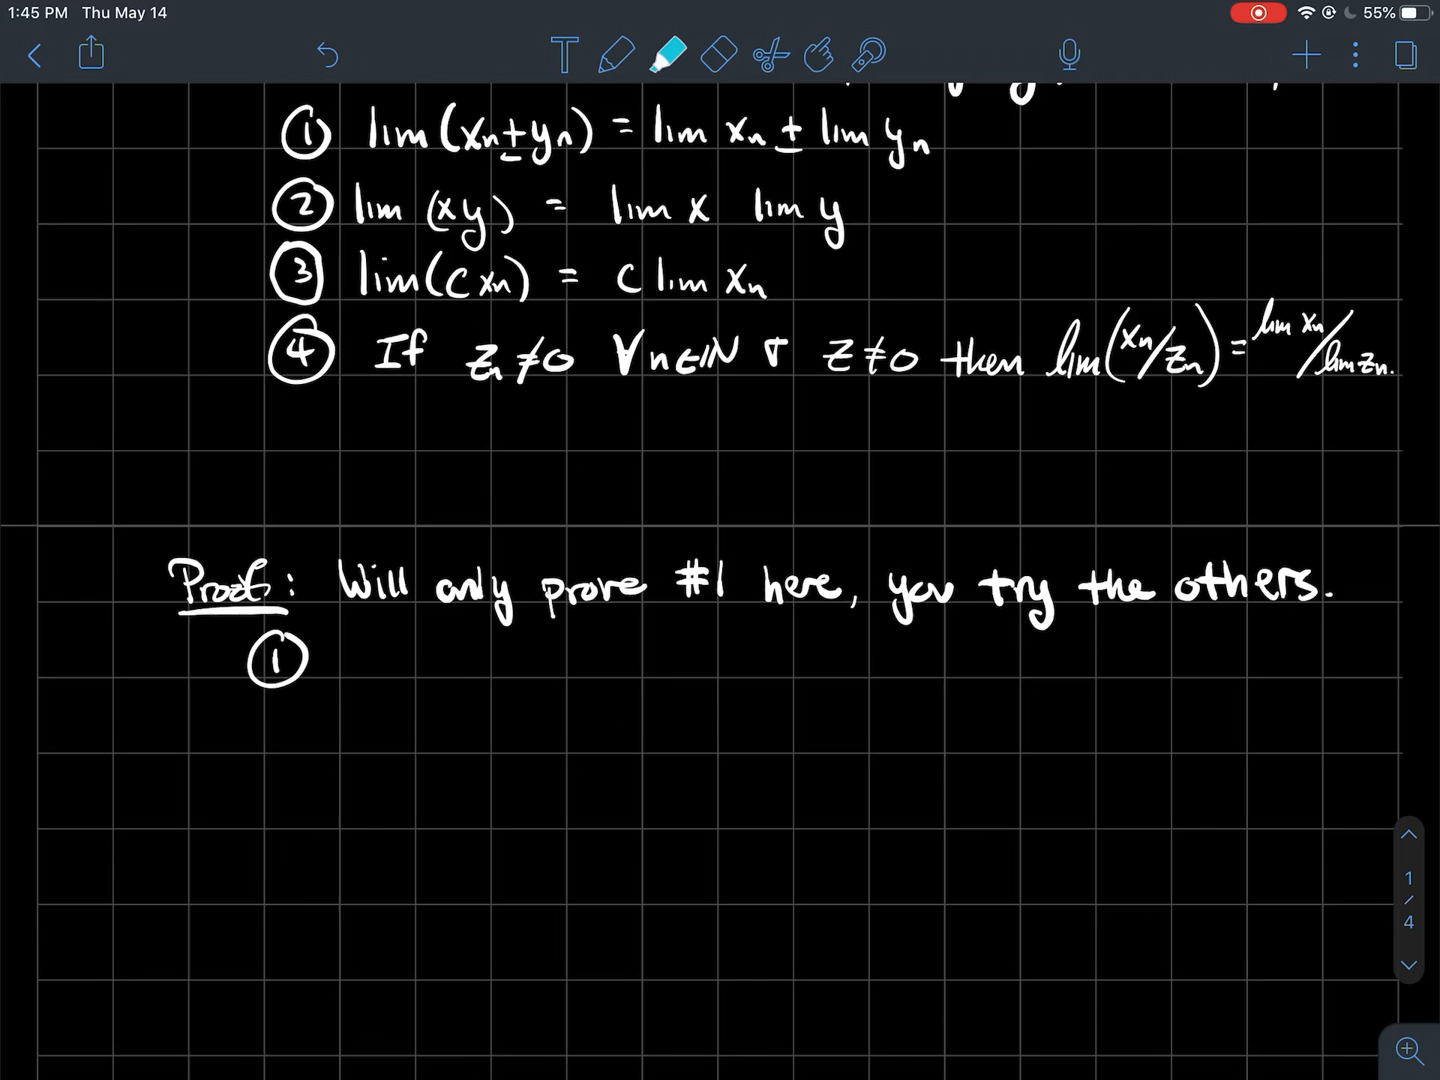 1:45 PM Thu May 14
55%
① lim(xn ± yn) = lim xn ± lim yn
② lim (xy) = lim x lim y
③ lim(c xn) = c lim xn
④ If zn ≠ 0 ∀n∈ℕ & z ≠ 0 then lim(xn/zn) = lim xn/lim zn.
Proof: Will only prove #1 here, you try the others.
①
1
/
4